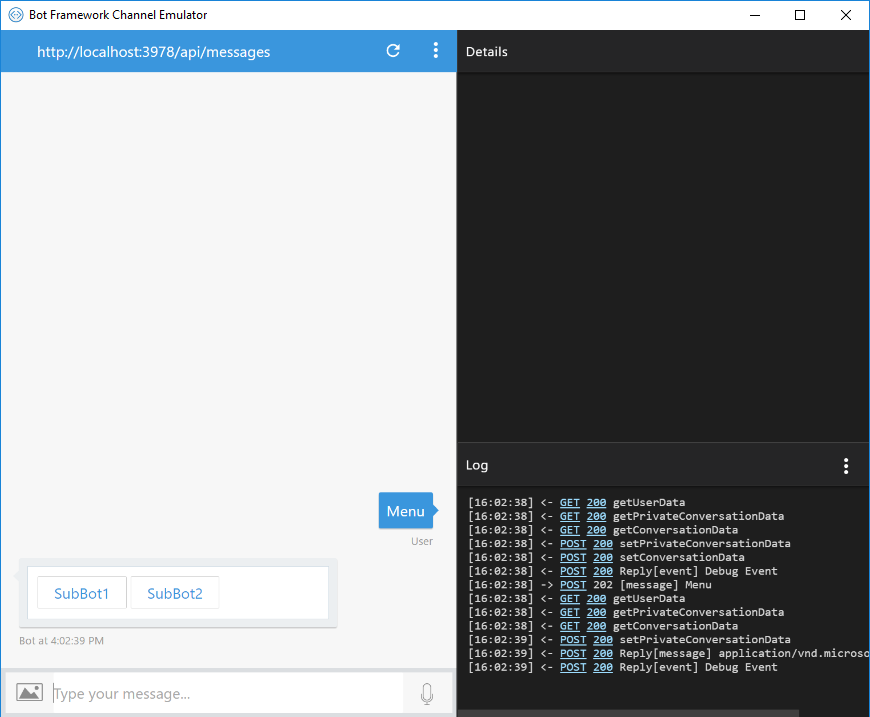 Bot Framework Channel Emulator
http://localhost:3978/api/messages
Details
Menu
User
SubBot1 SubBot2
Bot at 4:02:39 PM
Type your message...
Log
[16:02:38] <- GET 200 getUserData
[16:02:38] <- GET 200 getPrivateConversationData
[16:02:38] <- GET 200 getConversationData
[16:02:38] <- POST 200 setPrivateConversationData
[16:02:38] <- POST 200 setConversationData
[16:02:38] <- POST 200 Reply[event] Debug Event
[16:02:38] -> POST 202 [message] Menu
[16:02:38] <- GET 200 getUserData
[16:02:38] <- GET 200 getPrivateConversationData
[16:02:38] <- GET 200 getConversationData
[16:02:39] <- POST 200 setPrivateConversationData
[16:02:39] <- POST 200 Reply[message] application/vnd.microso
[16:02:39] <- POST 200 Reply[event] Debug Event